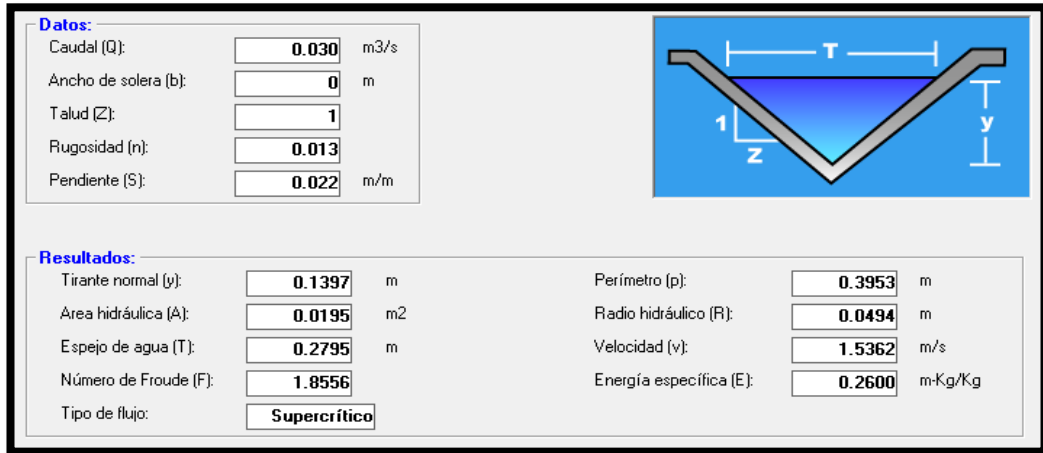 Datos:
Caudal (Q): 0.030 m3/s
Ancho de solera (b): 0 m
Talud (Z): 1
Rugosidad (n): 0.013
Pendiente (S): 0.022 m/m
T
1
Z
y
Resultados:
Tirante normal (y): 0.1397 m Perímetro (p): 0.3953 m
Area hidráulica (A): 0.0195 m2 Radio hidráulico (R): 0.0494 m
Espejo de agua (T): 0.2795 m Velocidad (v): 1.5362 m/s
Número de Froude (F): 1.8556 Energía específica (E): 0.2600 m-Kg/Kg
Tipo de flujo: Supercrítico